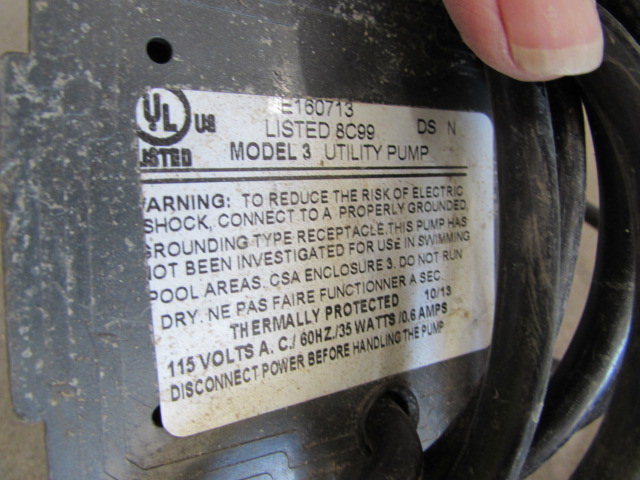 UL US
LISTED
E160713
LISTED 8C99 DS N
MODEL 3 UTILITY PUMP
WARNING: TO REDUCE THE RISK OF ELECTRIC
SHOCK, CONNECT TO A PROPERLY GROUNDED,
GROUNDING TYPE RECEPTACLE.THIS PUMP HAS
NOT BEEN INVESTIGATED FOR USE IN SWIMMING
POOL AREAS. CSA ENCLOSURE 3. DO NOT RUN
DRY. NE PAS FAIRE FUNCTIONNER A SEC.
THERMALLY PROTECTED 10/13
115 VOLTS A. C./ 60HZ./35 WATTS /0.6 AMPS
DISCONNECT POWER BEFORE HANDLING THE PUMP